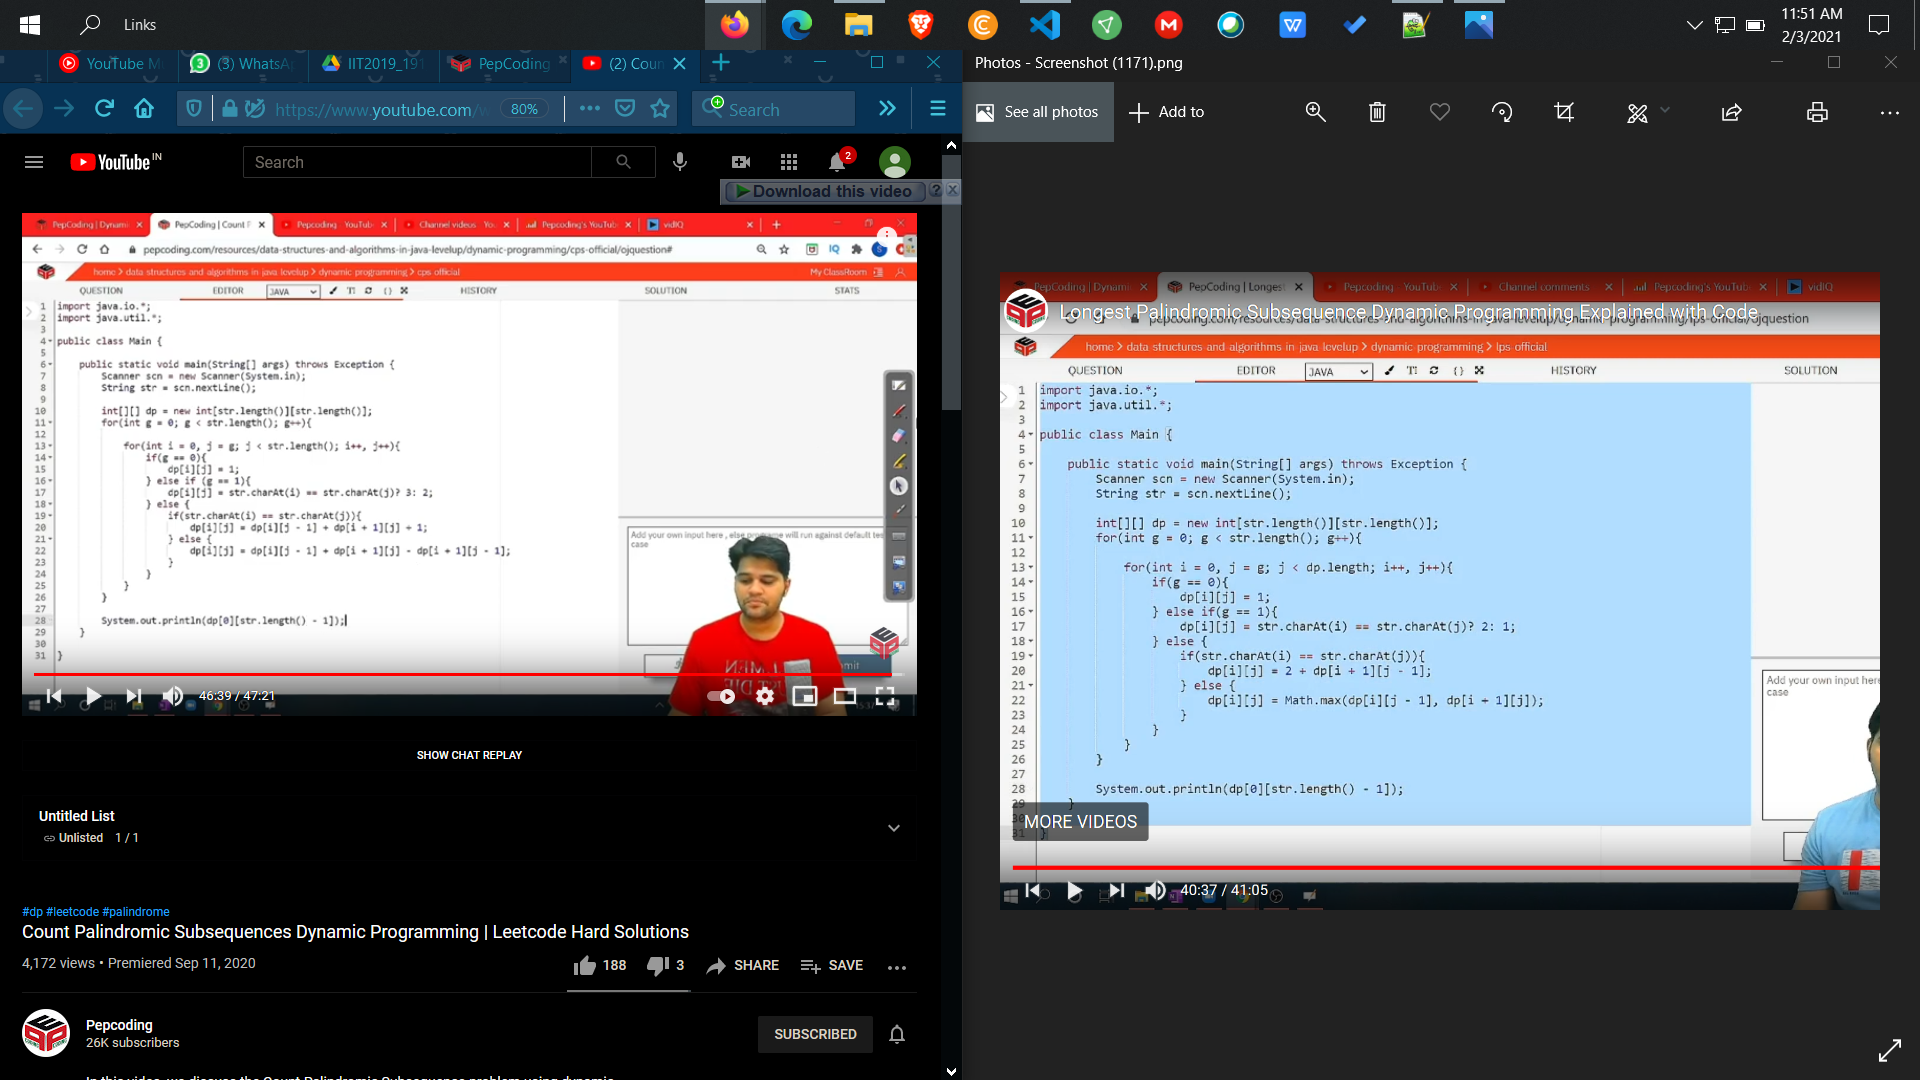 Links
11:51 AM
2/3/2021
YouTube M
(3) WhatsA
IIT2019_191
PepCoding
(2) Coun
https://www.youtube.com/w
80%
Search
YouTube IN
Search
2
Download this video
PepCoding | Dynami
PepCoding | Count P
Pepcoding - YouTub
Channel videos - Yo
Pepcoding's YouTub
vidIQ
pepcoding.com/resources/data-structures-and-algorithms-in-java-levelup/dynamic-programming/cps-official/ojquestion#
home > data structures and algorithms in java levelup > dynamic programming > cps official
My ClassRoom
QUESTION
EDITOR
JAVA
HISTORY
SOLUTION
STATS
1 import java.io.*;
2 import java.util.*;
3
4 public class Main {
5
6 public static void main(String[] args) throws Exception {
7 Scanner scn = new Scanner(System.in);
8 String str = scn.nextLine();
9
10 int[][] dp = new int[str.length()][str.length()];
11 for(int g = 0; g < str.length(); g++){
12
13 for(int i = 0, j = g; j < str.length(); i++, j++){
14 if(g == 0){
15 dp[i][j] = 1;
16 } else if (g == 1){
17 dp[i][j] = str.charAt(i) == str.charAt(j)? 3: 2;
18 } else {
19 if(str.charAt(i) == str.charAt(j)){
20 dp[i][j] = dp[i][j - 1] + dp[i + 1][j] + 1;
21 } else {
22 dp[i][j] = dp[i][j - 1] + dp[i + 1][j] - dp[i + 1][j - 1];
23 }
24 }
25 }
26 }
27
28 System.out.println(dp[0][str.length() - 1]);
29 }
30
31 }
Add your own input here , else programe will run against default tes
case
46:39 / 47:21
SHOW CHAT REPLAY
Untitled List
Unlisted 1 / 1
#dp #leetcode #palindrome
Count Palindromic Subsequences Dynamic Programming | Leetcode Hard Solutions
4,172 views • Premiered Sep 11, 2020
188
3
SHARE
SAVE
Pepcoding
26K subscribers
SUBSCRIBED
In this video, we discuss the Count Palindromic Subsequence problem using dynamic
Photos - Screenshot (1171).png
See all photos
Add to
PepCoding | Dynami
PepCoding | Longes
Pepcoding - YouTub
Channel comments
Pepcoding's YouTub
vidIQ
Longest Palindromic Subsequence Dynamic Programming Explained with Code
pepcoding.com/resources/data-structures-and-algorithms-in-java-levelup/dynamic-programming/lps-official/ojquestion
home > data structures and algorithms in java levelup > dynamic programming > lps official
QUESTION
EDITOR
JAVA
HISTORY
SOLUTION
1 import java.io.*;
2 import java.util.*;
3
4 public class Main {
5
6 public static void main(String[] args) throws Exception {
7 Scanner scn = new Scanner(System.in);
8 String str = scn.nextLine();
9
10 int[][] dp = new int[str.length()][str.length()];
11 for(int g = 0; g < str.length(); g++){
12
13 for(int i = 0, j = g; j < dp.length; i++, j++){
14 if(g == 0){
15 dp[i][j] = 1;
16 } else if(g == 1){
17 dp[i][j] = str.charAt(i) == str.charAt(j)? 2: 1;
18 } else {
19 if(str.charAt(i) == str.charAt(j)){
20 dp[i][j] = 2 + dp[i + 1][j - 1];
21 } else {
22 dp[i][j] = Math.max(dp[i][j - 1], dp[i + 1][j]);
23 }
24 }
25 }
26 }
27
28 System.out.println(dp[0][str.length() - 1]);
29 }
31 }
MORE VIDEOS
Add your own input here
case
40:37 / 41:05